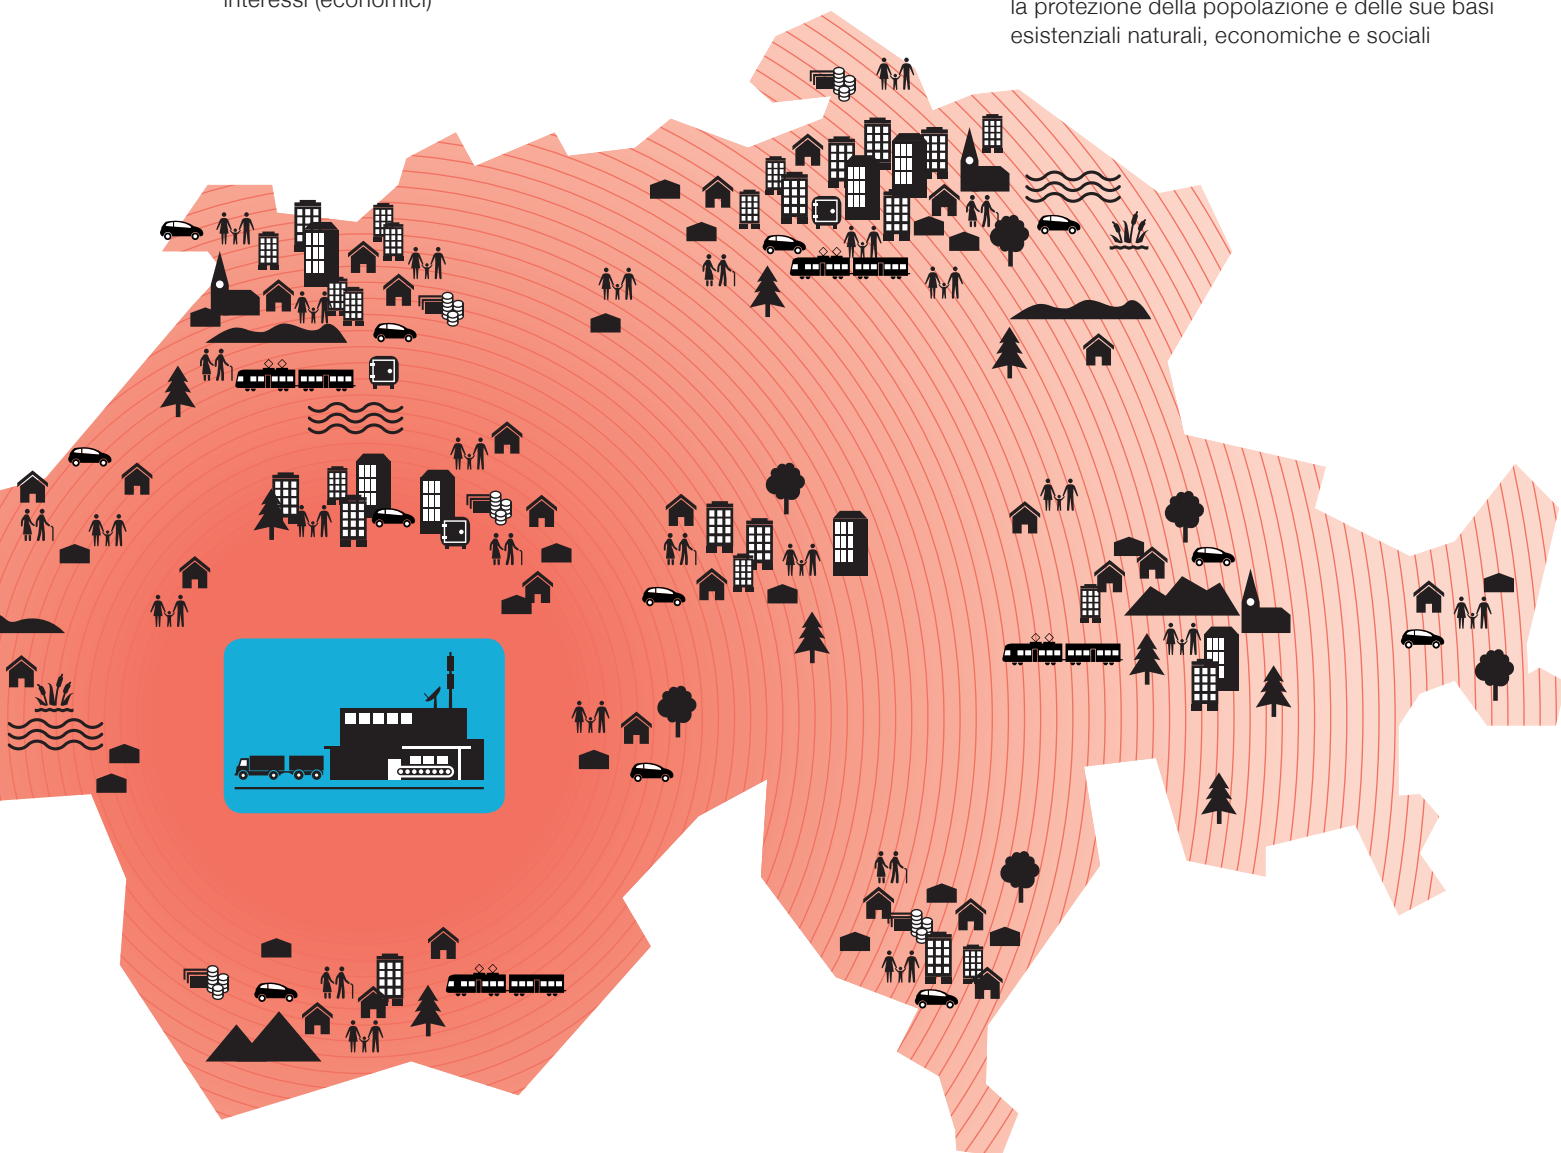 interessi (economici)
la protezione della popolazione e delle sue basi
esistenziali naturali, economiche e sociali